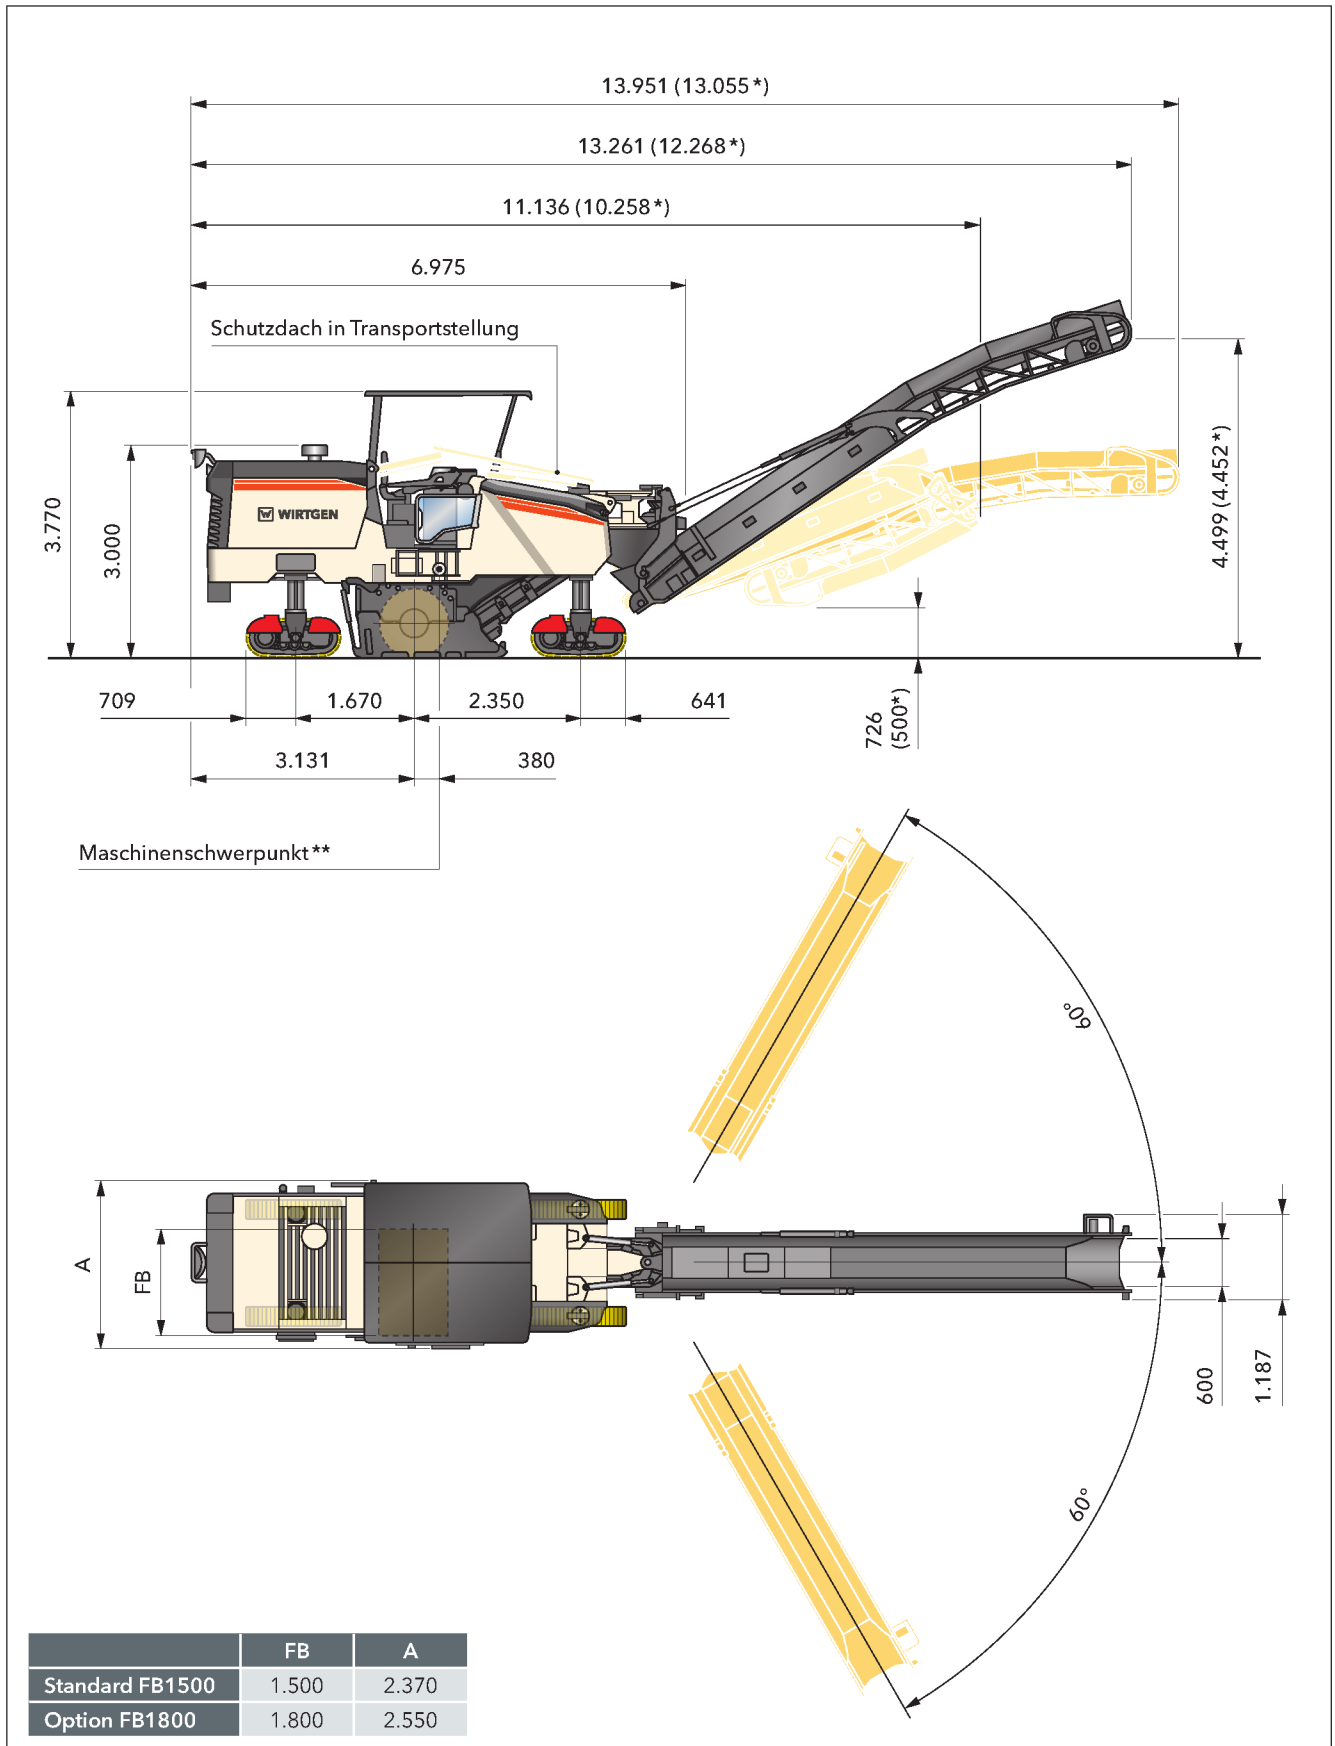 13.951 (13.055*)
13.261 (12.268*)
11.136 (10.258*)
6.975
Schutzdach in Transportstellung
3.770
3.000
WIRTGEN
4.499 (4.452*)
709
1.670
2.350
641
726
(500*)
3.131
380
Maschinenschwerpunkt**
60°
A
FB
600
1.187
60°
FB A
Standard FB1500 1.500 2.370
Option FB1800 1.800 2.550